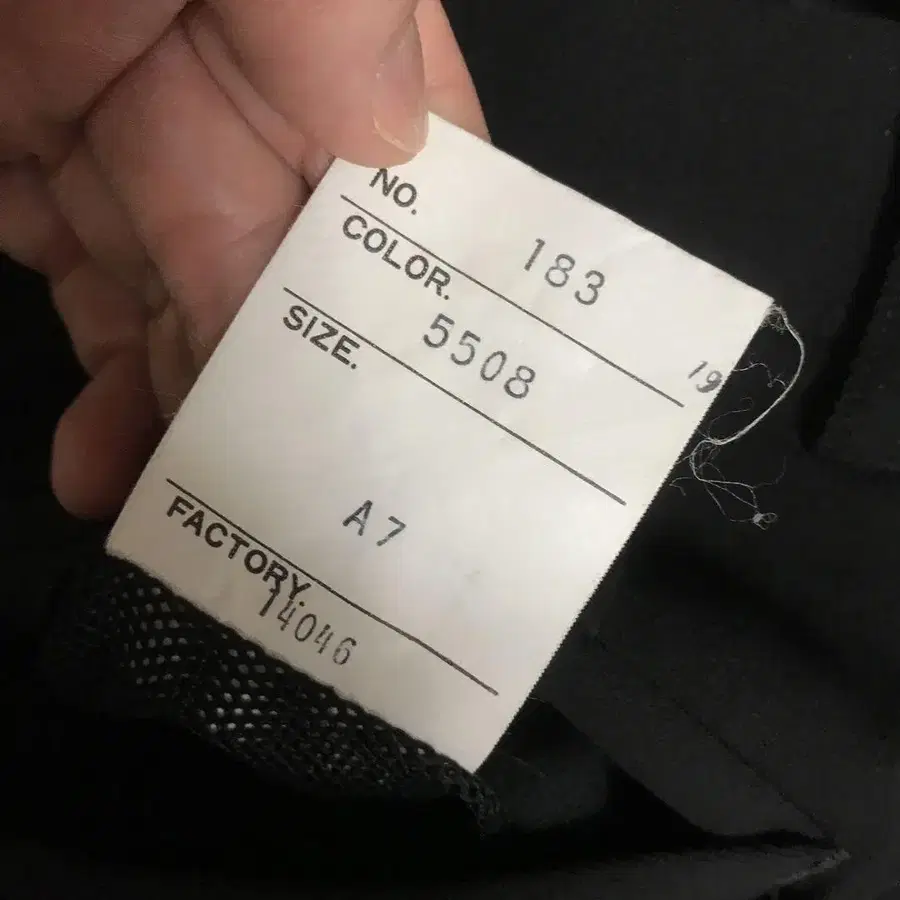 NO. 183
COLOR. 5508 19
SIZE. A7
FACTORY. 14046